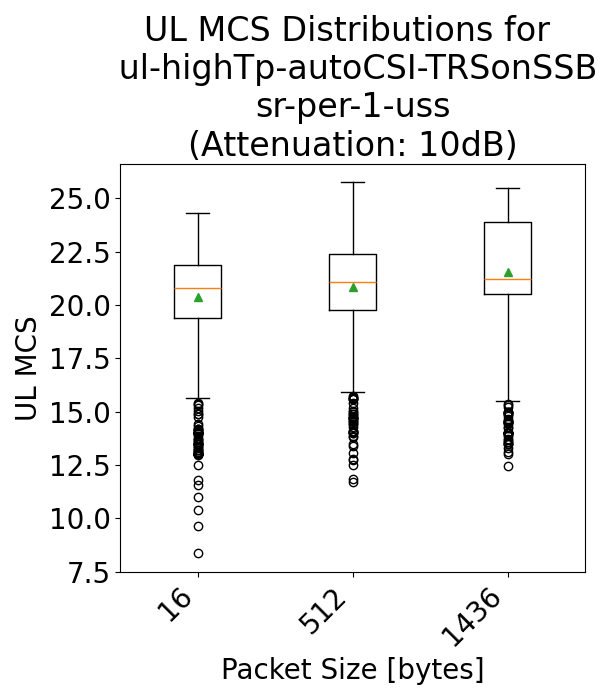 UL MCS Distributions for
ul-highTp-autoCSI-TRSonSSB
sr-per-1-uss
(Attenuation: 10dB)
25.0
22.5
20.0
17.5
15.0
12.5
10.0
7.5
UL MCS
16
512
1436
Packet Size [bytes]